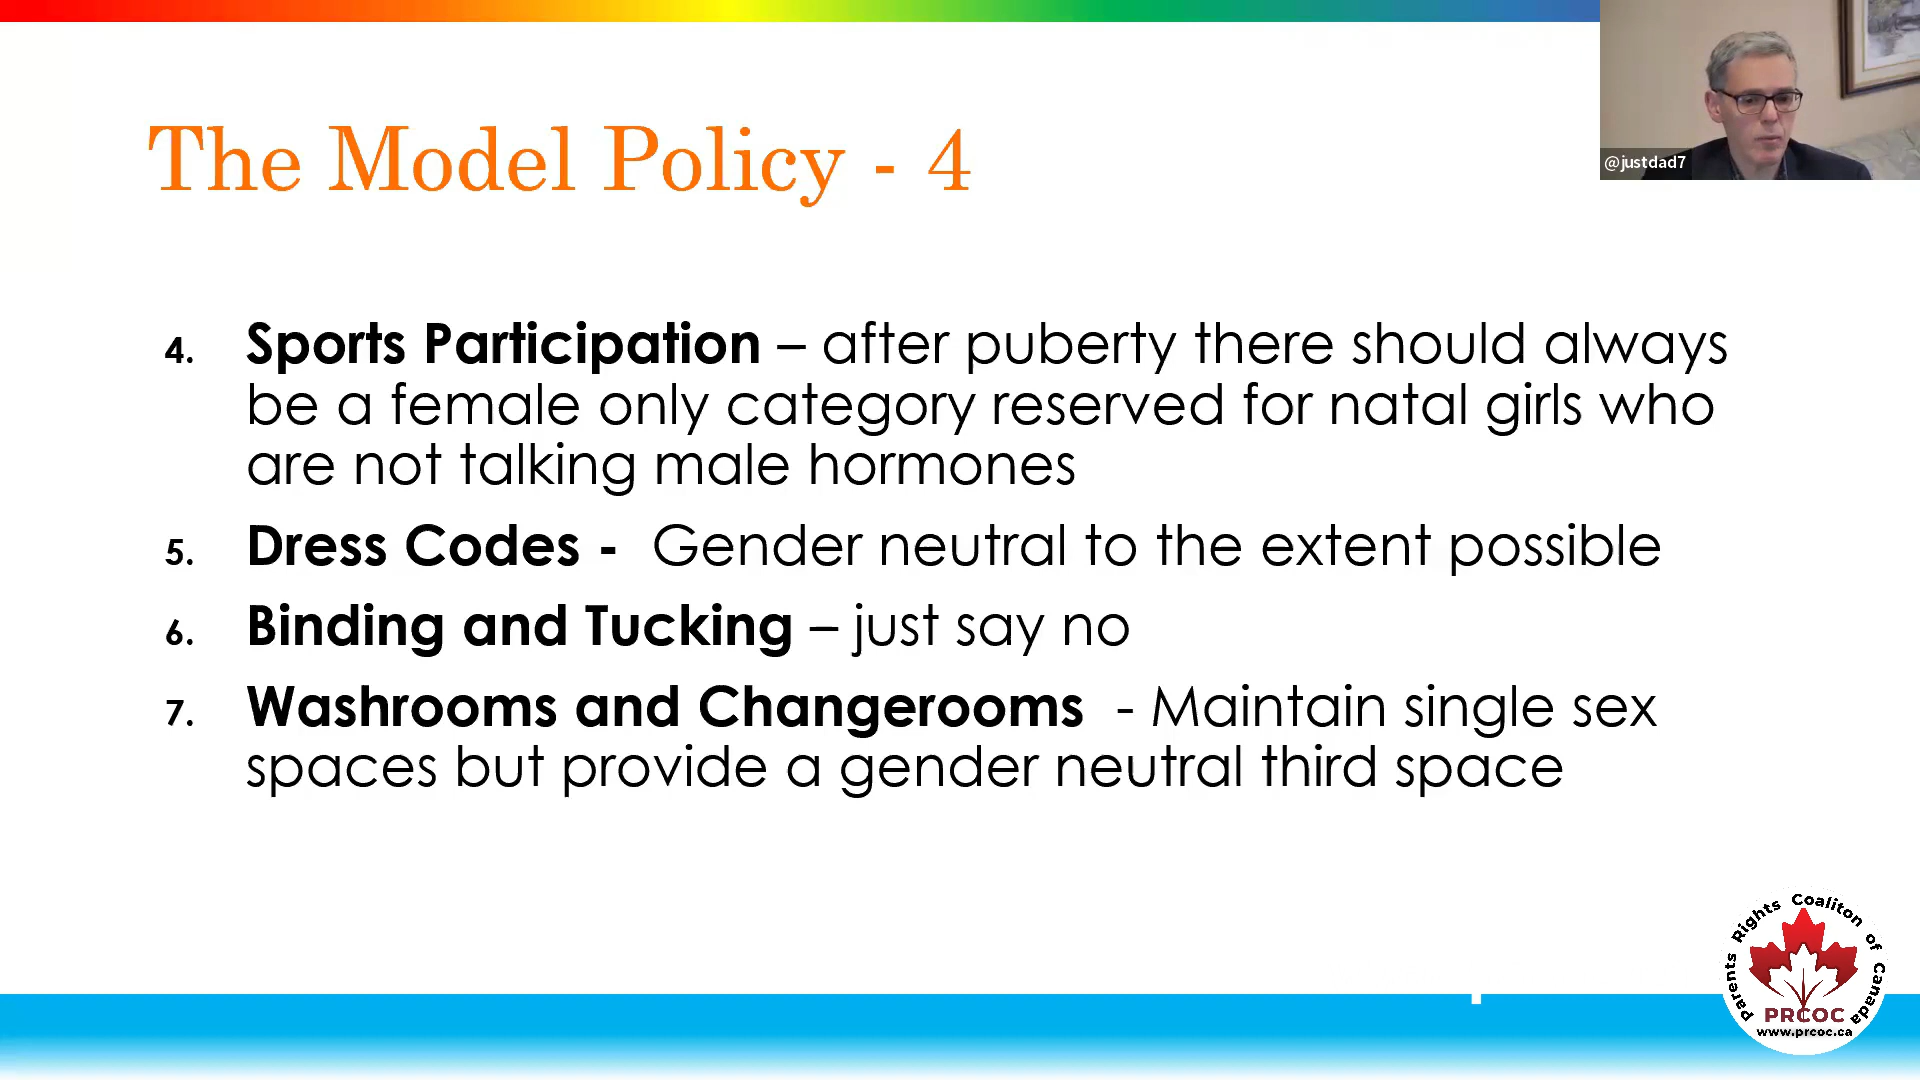 The Model Policy - 4
@justdad7
4. Sports Participation – after puberty there should always
be a female only category reserved for natal girls who
are not talking male hormones
5. Dress Codes - Gender neutral to the extent possible
6. Binding and Tucking – just say no
7. Washrooms and Changerooms - Maintain single sex
spaces but provide a gender neutral third space
Parents Rights Coaliton of Canada
PRCOC
www.prcoc.ca